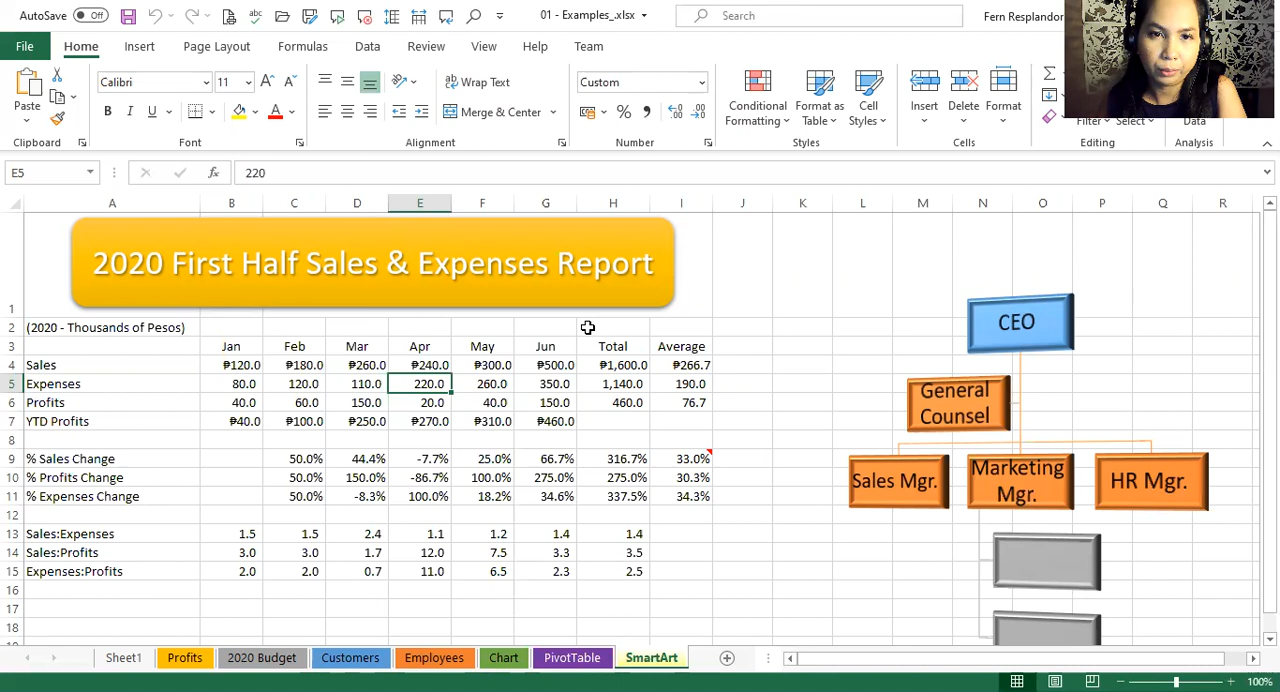 AutoSave Off 01 - Examples_.xlsx Search Fern Resplandor
File Home Insert Page Layout Formulas Data Review View Help Team
Paste Calibri 11 Wrap Text Custom Conditional Formatting Format as Table Cell Styles Insert Delete Format
B I U Merge & Center % Filter Select Data
Clipboard Font Alignment Number Styles Cells Editing Analysis
E5 fx 220
A B C D E F G H I J K L M N O P Q R
2020 First Half Sales & Expenses Report
1
2 (2020 - Thousands of Pesos)
3 Jan Feb Mar Apr May Jun Total Average
4 Sales ₱120.0 ₱180.0 ₱260.0 ₱240.0 ₱300.0 ₱500.0 ₱1,600.0 ₱266.7
5 Expenses 80.0 120.0 110.0 220.0 260.0 350.0 1,140.0 190.0
6 Profits 40.0 60.0 150.0 20.0 40.0 150.0 460.0 76.7
7 YTD Profits ₱40.0 ₱100.0 ₱250.0 ₱270.0 ₱310.0 ₱460.0
8
9 % Sales Change 50.0% 44.4% -7.7% 25.0% 66.7% 316.7% 33.0%
10 % Profits Change 50.0% 150.0% -86.7% 100.0% 275.0% 275.0% 30.3%
11 % Expenses Change 50.0% -8.3% 100.0% 18.2% 34.6% 337.5% 34.3%
12
13 Sales:Expenses 1.5 1.5 2.4 1.1 1.2 1.4 1.4
14 Sales:Profits 3.0 3.0 1.7 12.0 7.5 3.3 3.5
15 Expenses:Profits 2.0 2.0 0.7 11.0 6.5 2.3 2.5
16
17
18
CEO
General Counsel
Sales Mgr. Marketing Mgr. HR Mgr.
Sheet1 Profits 2020 Budget Customers Employees Chart PivotTable SmartArt
100%